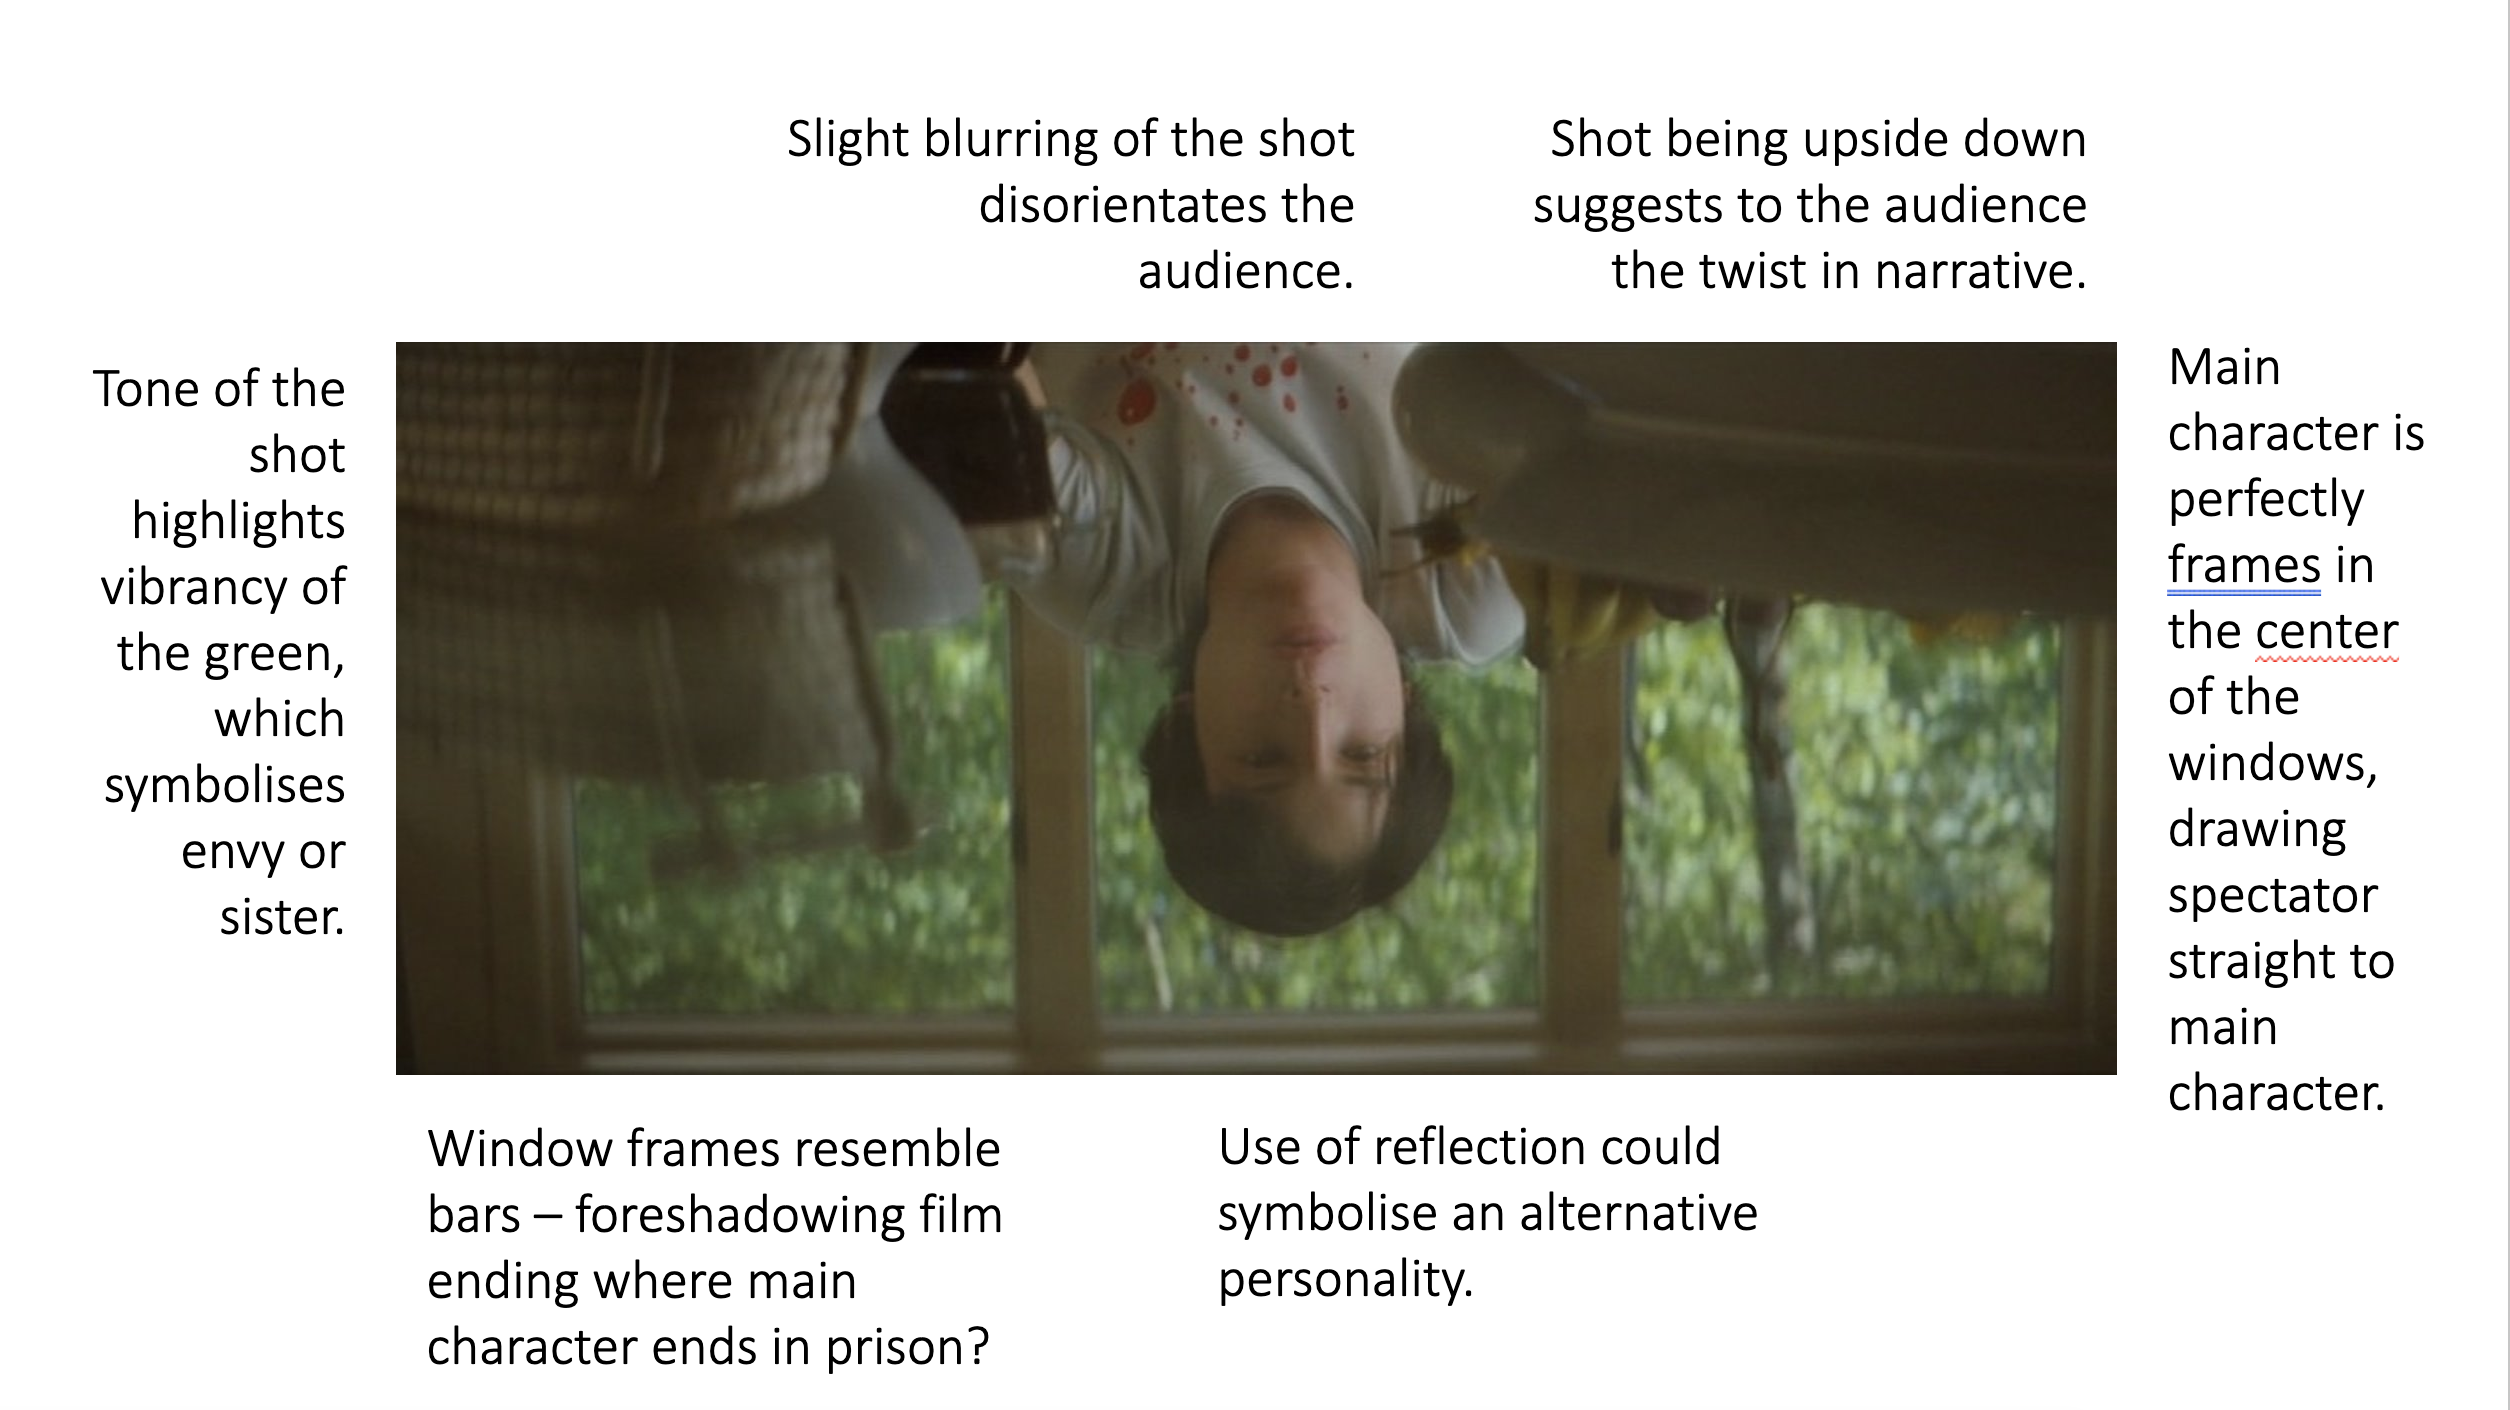 Slight blurring of the shot
disorientates the
audience.
Shot being upside down
suggests to the audience
the twist in narrative.
Tone of the
shot
highlights
vibrancy of
the green,
which
symbolises
envy or
sister.
Main
character is
perfectly
frames in
the center
of the
windows,
drawing
spectator
straight to
main
character.
Window frames resemble
bars – foreshadowing film
ending where main
character ends in prison?
Use of reflection could
symbolise an alternative
personality.